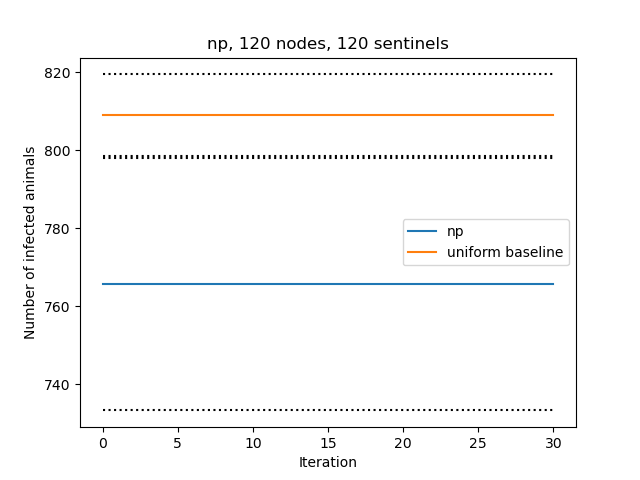 np, 120 nodes, 120 sentinels
820
800
780
760
740
Number of infected animals
np
uniform baseline
0 5 10 15 20 25 30
Iteration